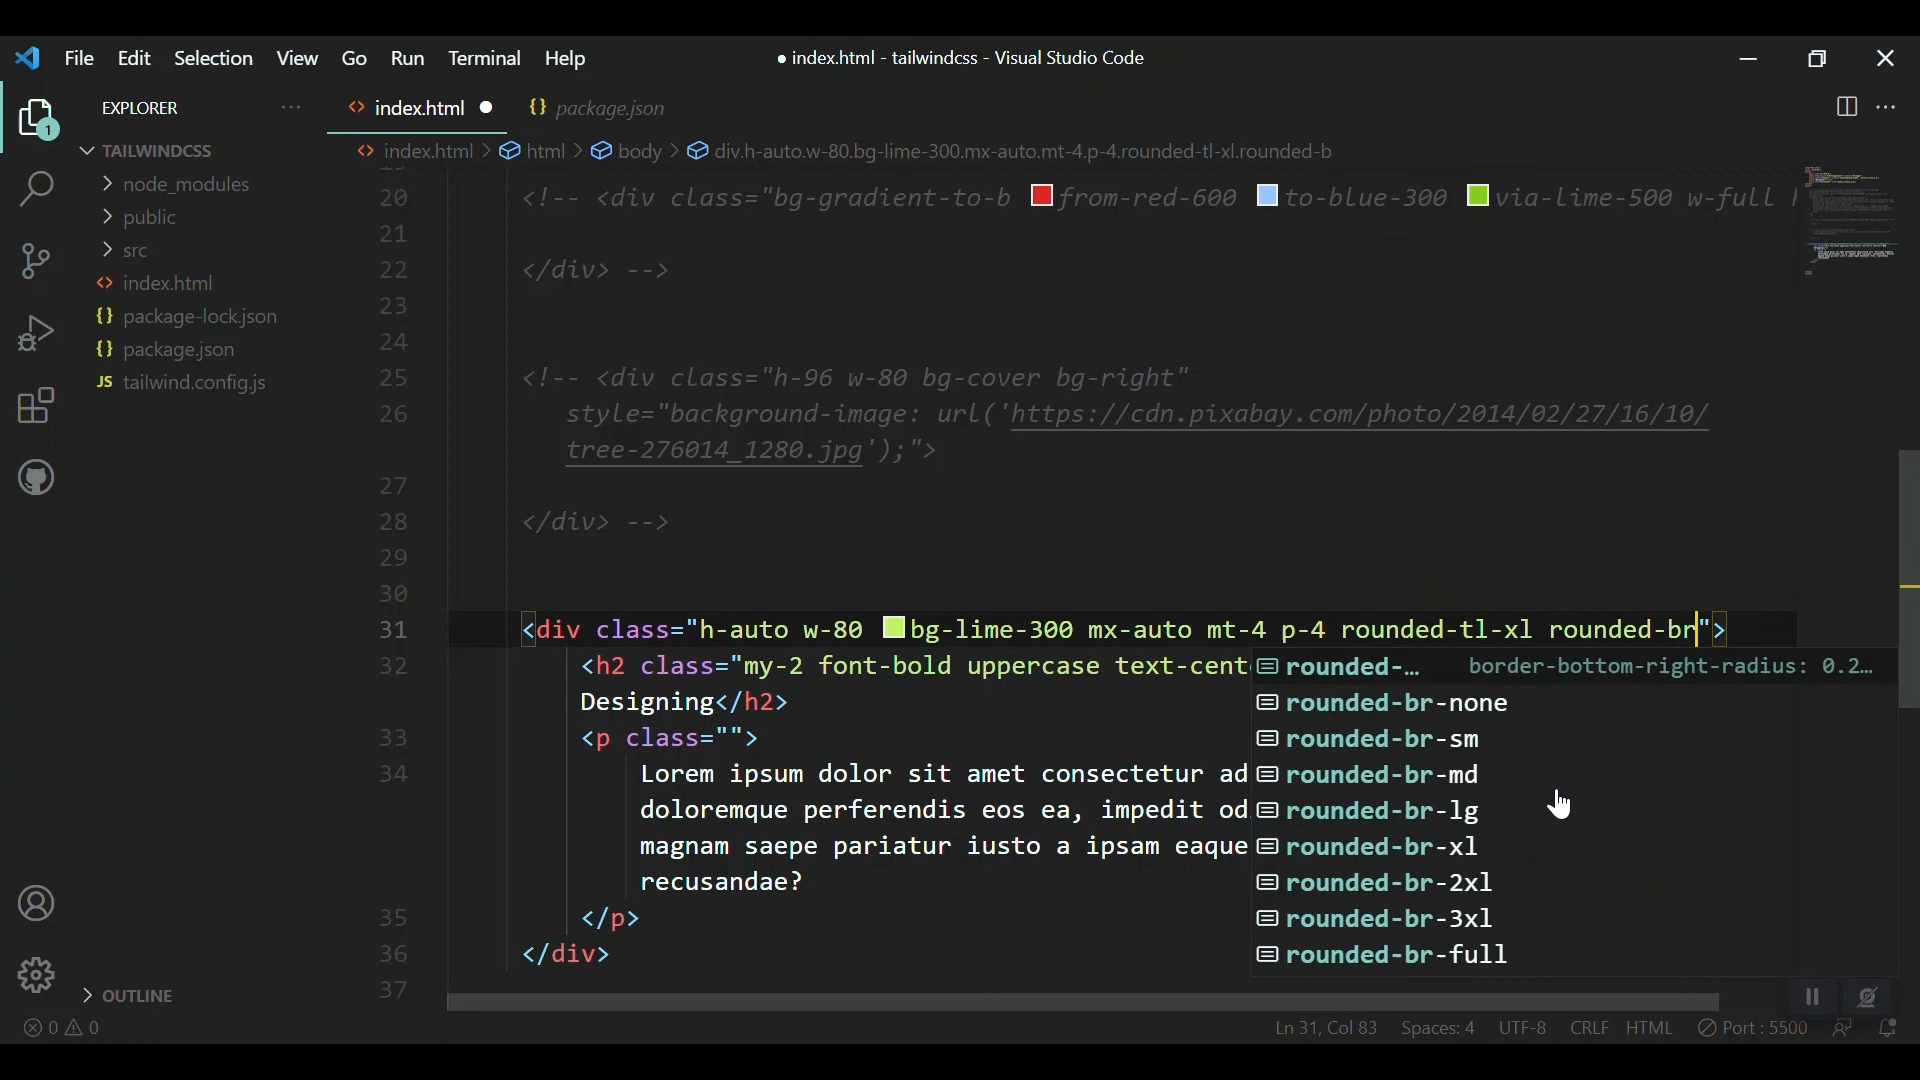 File Edit Selection View Go Run Terminal Help
● index.html - tailwindcss - Visual Studio Code
EXPLORER ···
1
TAILWINDCSS
node_modules
public
src
<> index.html
{} package-lock.json
{} package.json
JS tailwind.config.js
OUTLINE
<> index.html ●
{} package.json
<> index.html > html > body > div.h-auto.w-80.bg-lime-300.mx-auto.mt-4.p-4.rounded-tl-xl.rounded-b
20 <!-- <div class="bg-gradient-to-b from-red-600 to-blue-300 via-lime-500 w-full
21
22 </div> -->
23
24
25 <!-- <div class="h-96 w-80 bg-cover bg-right"
26 style="background-image: url('https://cdn.pixabay.com/photo/2014/02/27/16/10/
tree-276014_1280.jpg');">
27
28 </div> -->
29
30
31 <div class="h-auto w-80 bg-lime-300 mx-auto mt-4 p-4 rounded-tl-xl rounded-br">
32 <h2 class="my-2 font-bold uppercase text-cent
Designing</h2>
33 <p class="">
34 Lorem ipsum dolor sit amet consectetur ad
doloremque perferendis eos ea, impedit od
magnam saepe pariatur iusto a ipsam eaque
recusandae?
35 </p>
36 </div>
37
rounded-… border-bottom-right-radius: 0.2…
rounded-br-none
rounded-br-sm
rounded-br-md
rounded-br-lg
rounded-br-xl
rounded-br-2xl
rounded-br-3xl
rounded-br-full
0 0
Ln 31, Col 83 Spaces: 4 UTF-8 CRLF HTML Port : 5500